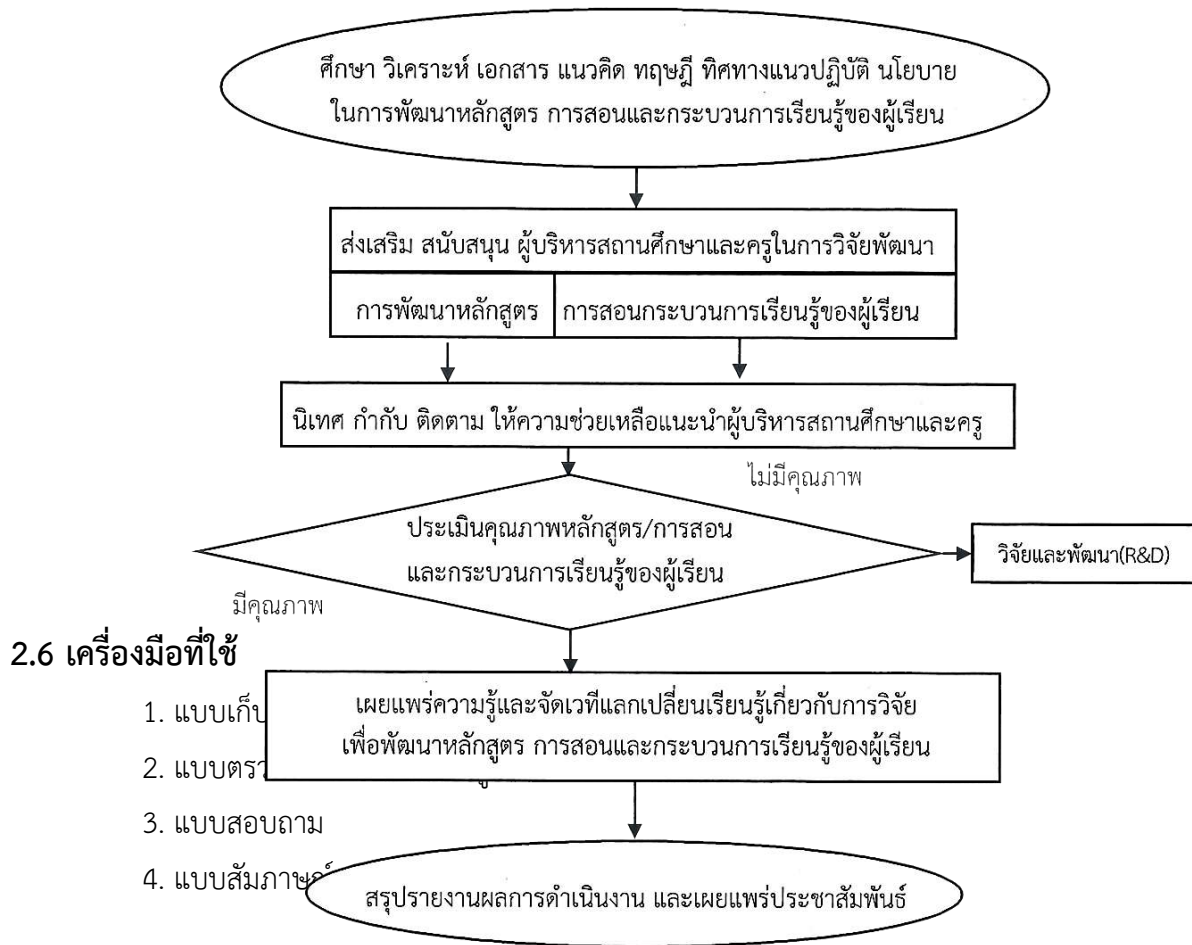 ศึกษา วิเคราะห์ เอกสาร แนวคิด ทฤษฎี ทิศทางแนวปฏิบัติ นโยบาย
ในการพัฒนาหลักสูตร การสอนและกระบวนการเรียนรู้ของผู้เรียน
ส่งเสริม สนับสนุน ผู้บริหารสถานศึกษาและครูในการวิจัยพัฒนา
การพัฒนาหลักสูตร
การสอนกระบวนการเรียนรู้ของผู้เรียน
นิเทศ กำกับ ติดตาม ให้ความช่วยเหลือแนะนำผู้บริหารสถานศึกษาและครู
ไม่มีคุณภาพ
ประเมินคุณภาพหลักสูตร/การสอน
และกระบวนการเรียนรู้ของผู้เรียน
วิจัยและพัฒนา(R&D)
มีคุณภาพ
2.6 เครื่องมือที่ใช้
เผยแพร่ความรู้และจัดเวทีแลกเปลี่ยนเรียนรู้เกี่ยวกับการวิจัย
เพื่อพัฒนาหลักสูตร การสอนและกระบวนการเรียนรู้ของผู้เรียน
1. แบบเก็บ
2. แบบ
3. แบบสอบถาม
4. แบบสัมภาษณ์
สรุปรายงานผลการดำเนินงาน และเผยแพร่ประชาสัมพันธ์